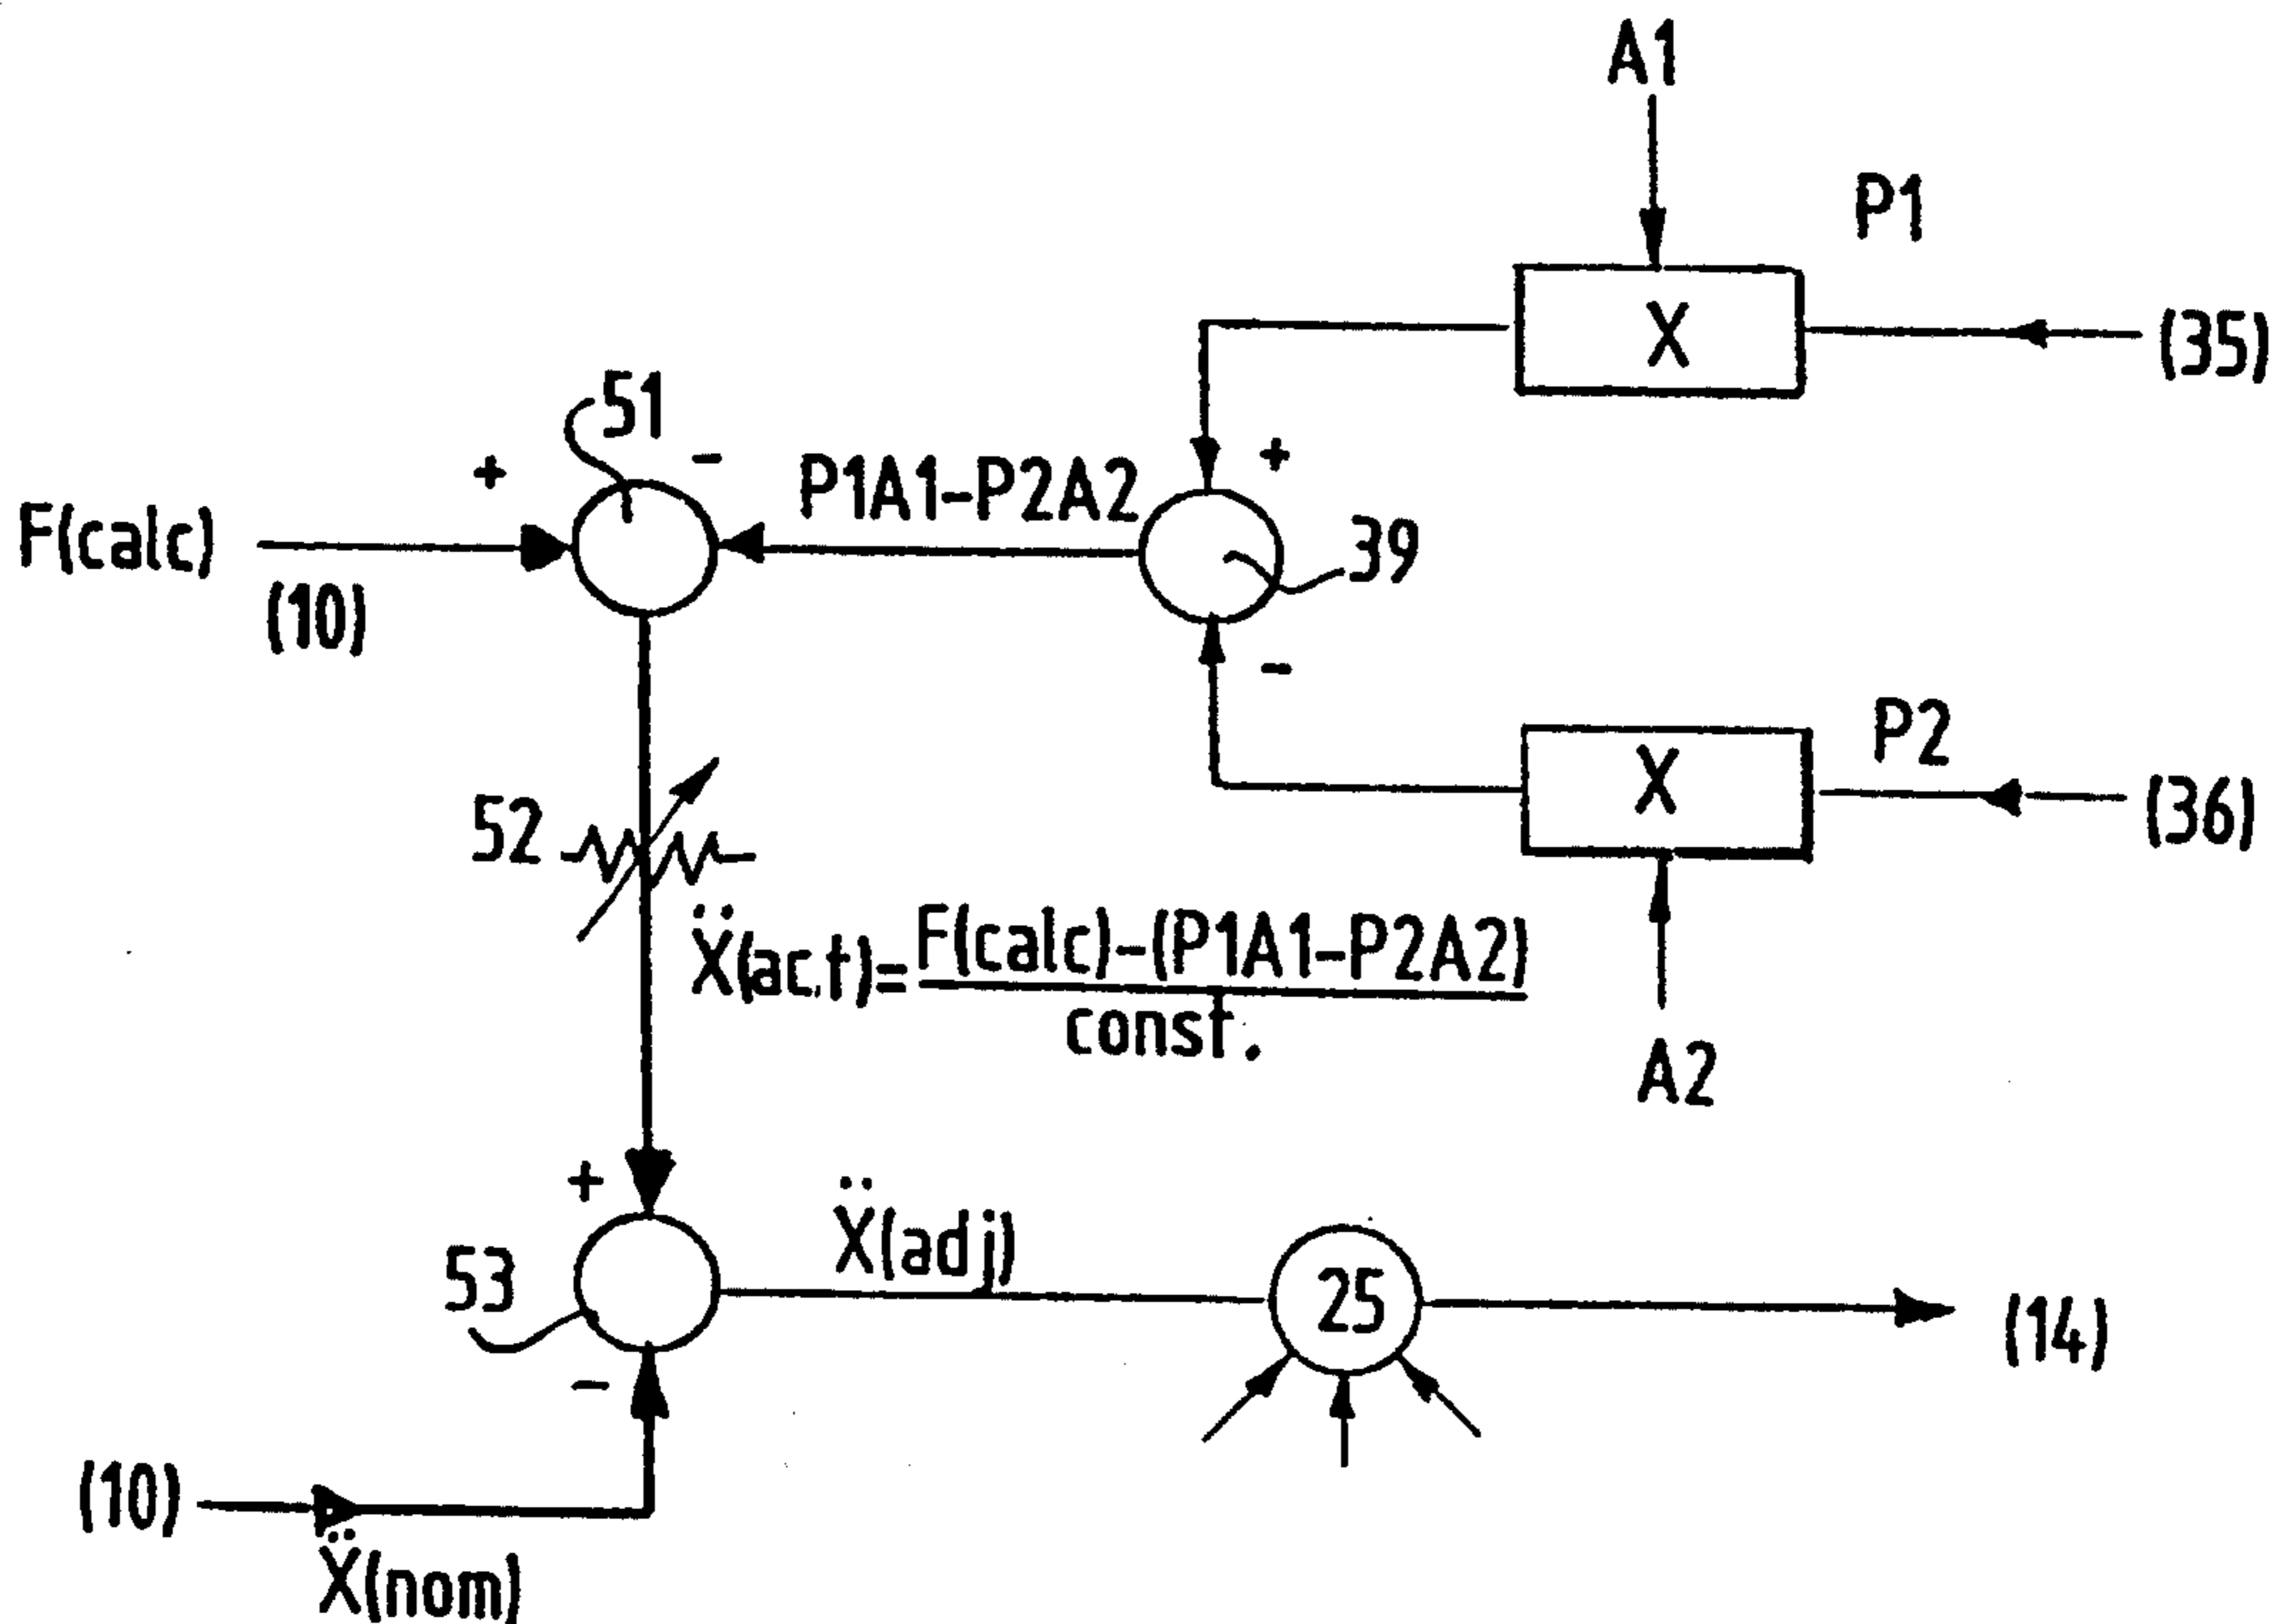 A1
P1
X
(35)
51
+
-
P1A1-P2A2
+
F(calc)
39
(10)
-
P2
X
52
(36)
Ẍ(ac.t)=
F(calc)-(P1A1-P2A2)
const.
A2
+
Ẍ(adj)
53
25
(14)
-
(10)
Ẍ(nom)